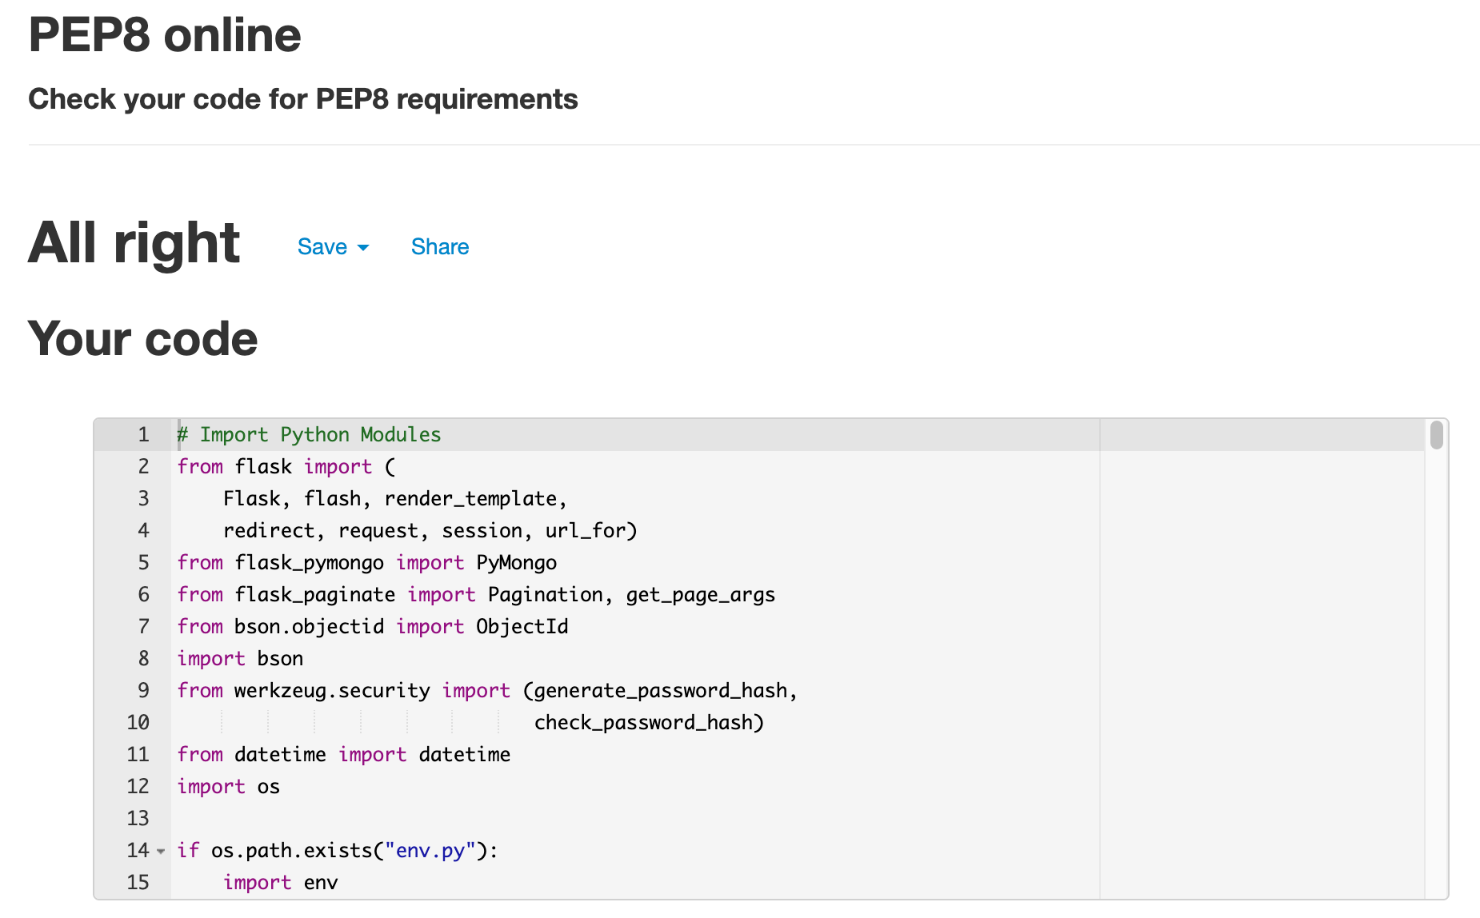 PEP8 online
Check your code for PEP8 requirements
All right Save Share
Your code
1 # Import Python Modules
2 from flask import (
3     Flask, flash, render_template,
4     redirect, request, session, url_for)
5 from flask_pymongo import PyMongo
6 from flask_paginate import Pagination, get_page_args
7 from bson.objectid import ObjectId
8 import bson
9 from werkzeug.security import (generate_password_hash,
10                                check_password_hash)
11 from datetime import datetime
12 import os
13
14 if os.path.exists("env.py"):
15     import env